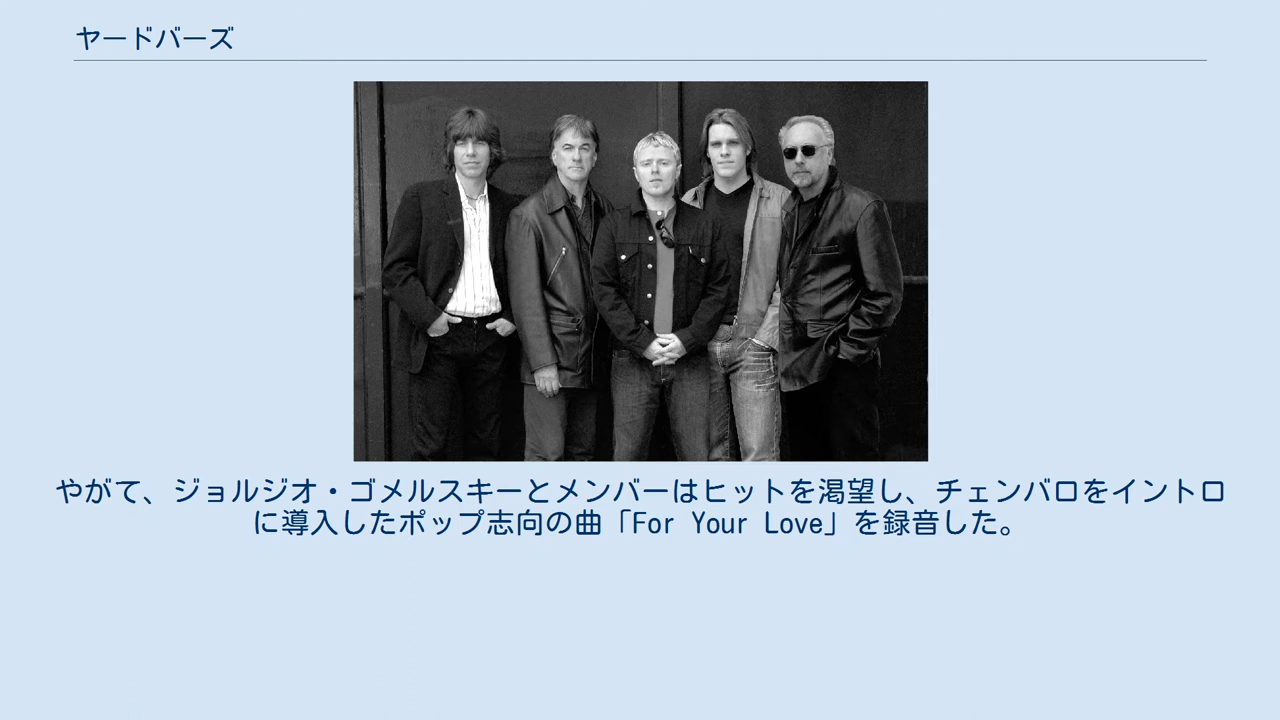 ヤードバーズ
やがて、ジョルジオ・ゴメルスキーとメンバーはヒットを渇望し、チェンバロをイントロ
に導入したポップ志向の曲「For Your Love」を録音した。